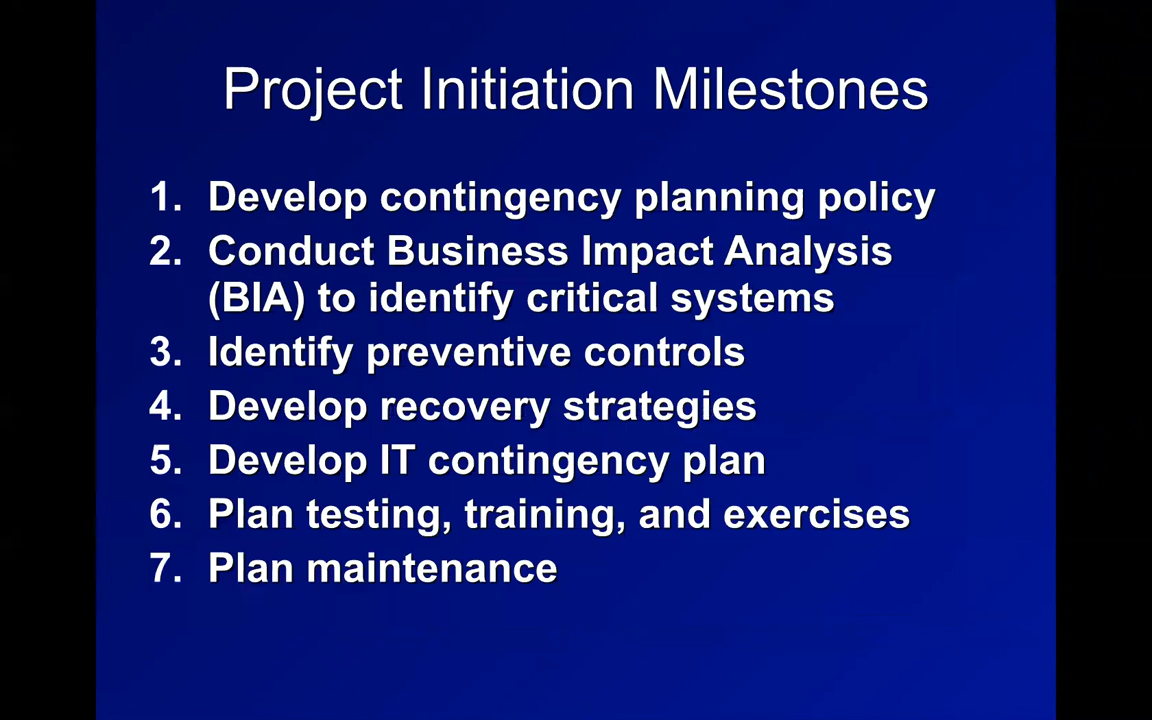 Project Initiation Milestones
1. Develop contingency planning policy
2. Conduct Business Impact Analysis
(BIA) to identify critical systems
3. Identify preventive controls
4. Develop recovery strategies
5. Develop IT contingency plan
6. Plan testing, training, and exercises
7. Plan maintenance